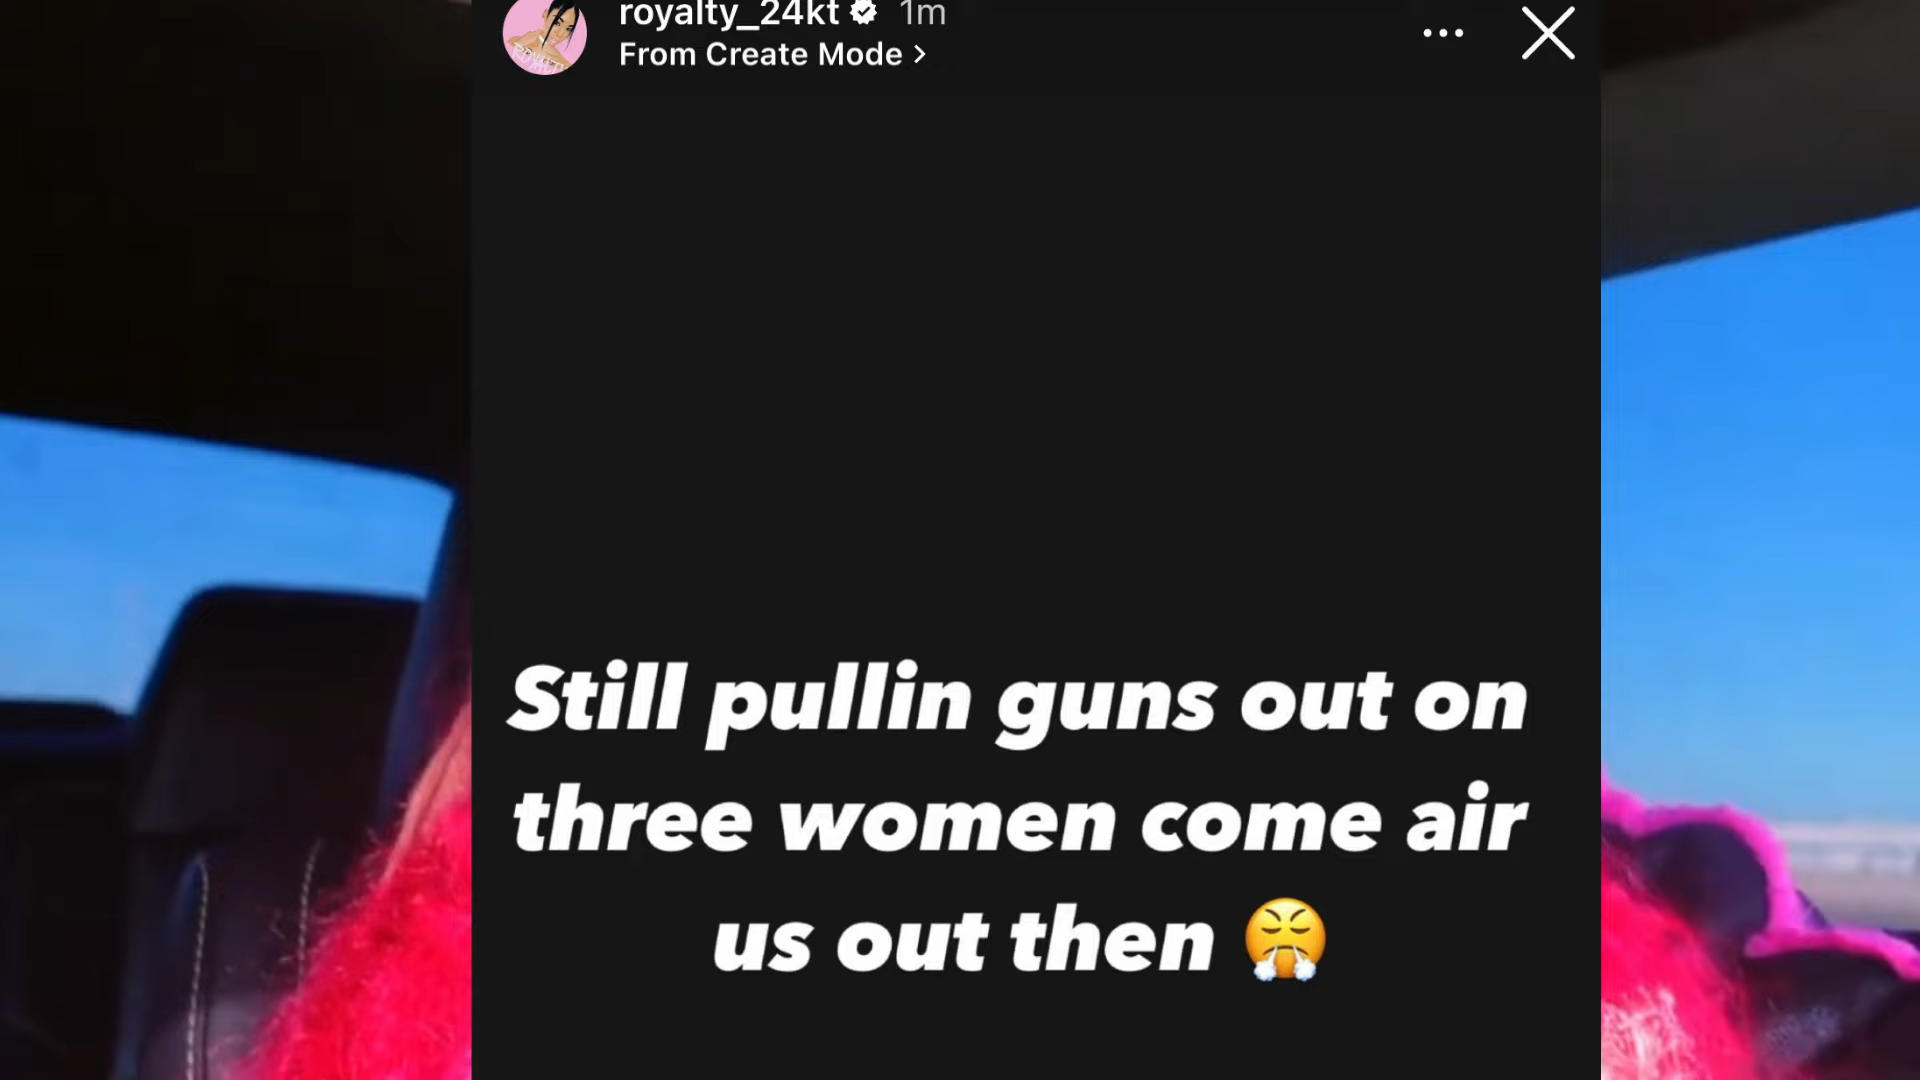 royalty_24kt 1m
From Create Mode >
Still pullin guns out on
three women come air
us out then 😤